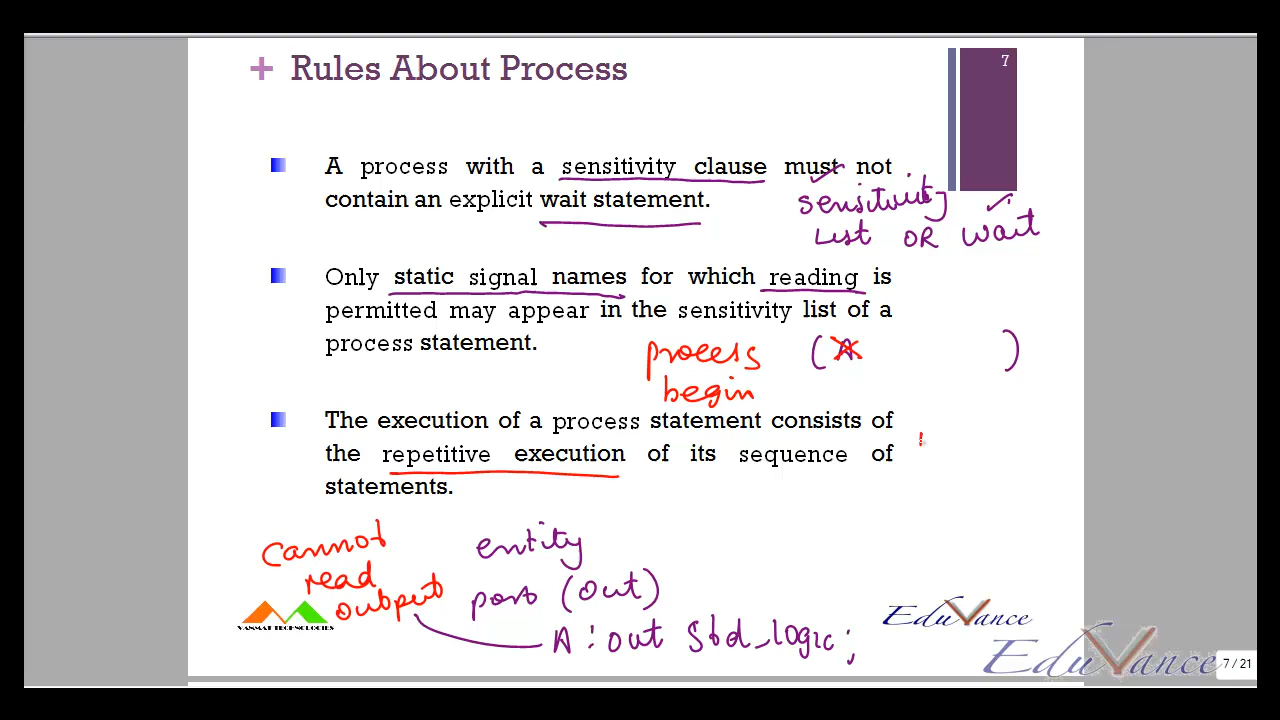 + Rules About Process
7
A process with a sensitivity clause must not
contain an explicit wait statement.
sensitivity
List OR wait
Only static signal names for which reading is
permitted may appear in the sensitivity list of a
process statement.
process (A )
begin
The execution of a process statement consists of
the repetitive execution of its sequence of
statements.
cannot
read
output
entity
port (out)
A : out Std_logic;
VANMAT TECHNOLOGIES
EduVance
EduVance
7 / 21